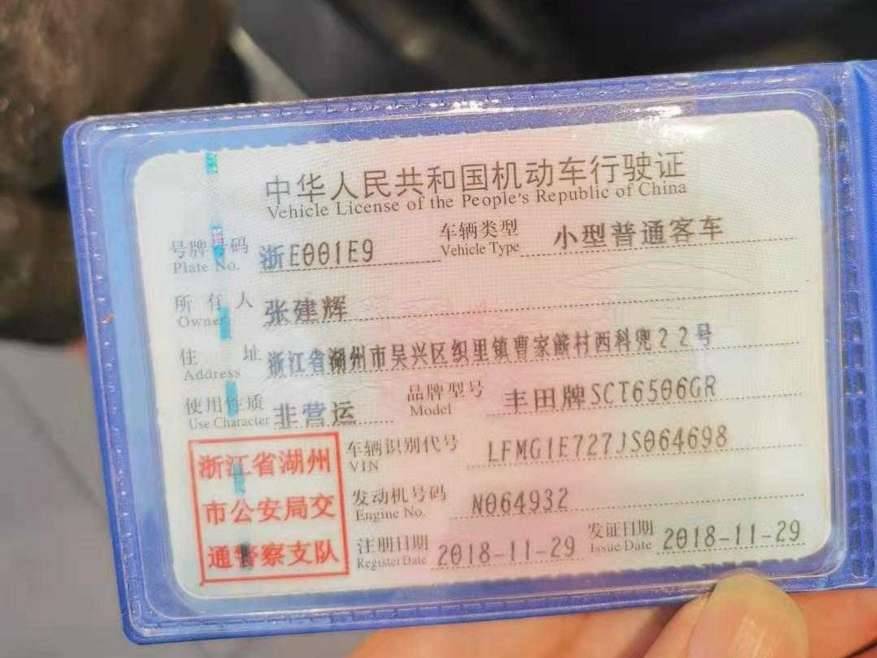 中华人民共和国机动车行驶证
Vehicle License of the People's Republic of China
号牌号码 浙E001E9 车辆类型 小型普通客车
Plate No. Vehicle Type
所有人 张建辉
Owner
住址 浙江省湖州市吴兴区织里镇曹家簖村西科兜22号
Address
使用性质 非营运 品牌型号 丰田牌SCT6506GR
Use Character Model
浙江省湖州
市公安局交
通警察支队
车辆识别代号 LFMG1E727JS064698
VIN
发动机号码 N064932
Engine No.
注册日期 2018-11-29 发证日期 2018-11-29
Register Date Issue Date